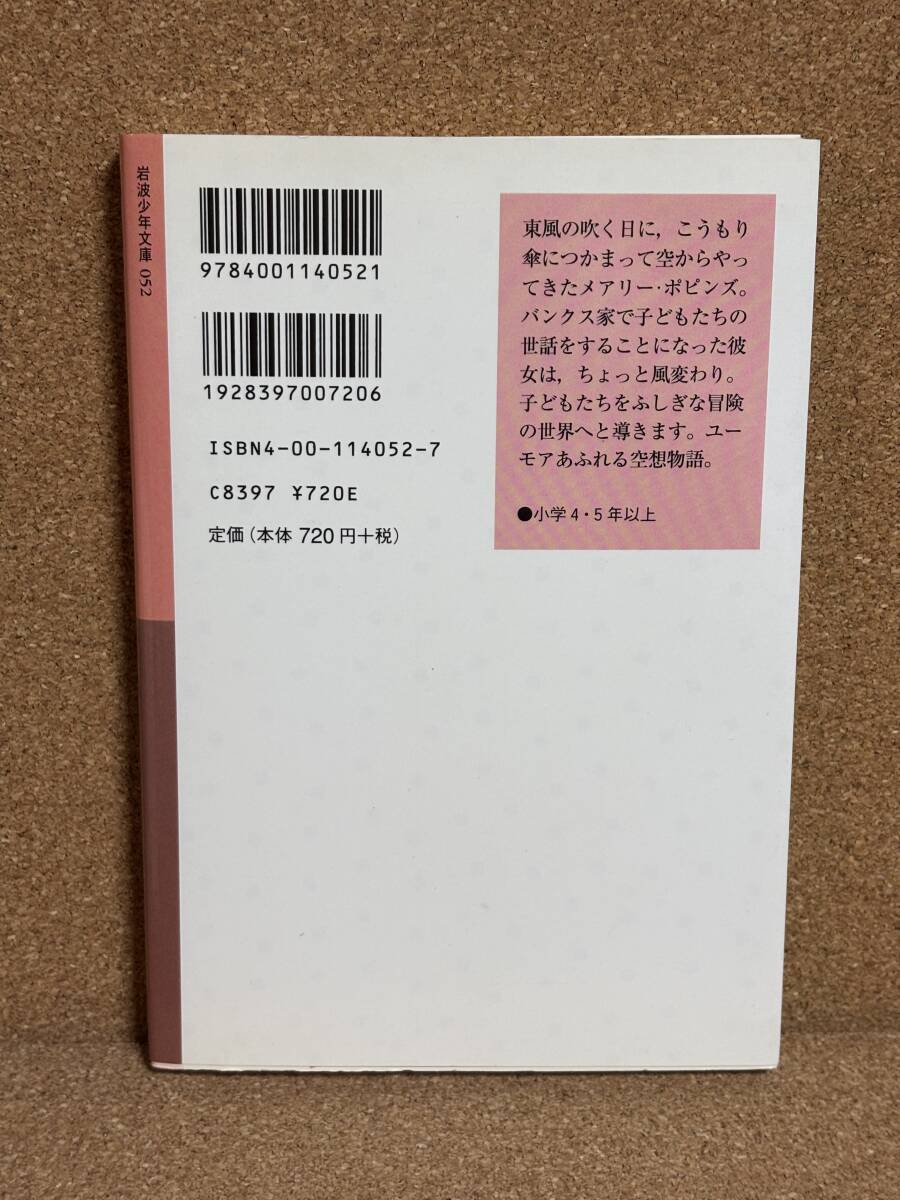 岩波少年文庫 052
9784001140521
1928397007206
ISBN4-00-114052-7
C8397 ¥720E
定価(本体 720円+税)
東風の吹く日に，こうもり
傘につかまって空からやっ
てきたメアリー・ポピンズ。
バンクス家で子どもたちの
世話をすることになった彼
女は，ちょっと風変わり。
子どもたちをふしぎな冒険
の世界へと導きます。ユー
モアあふれる空想物語。
●小学4・5年以上